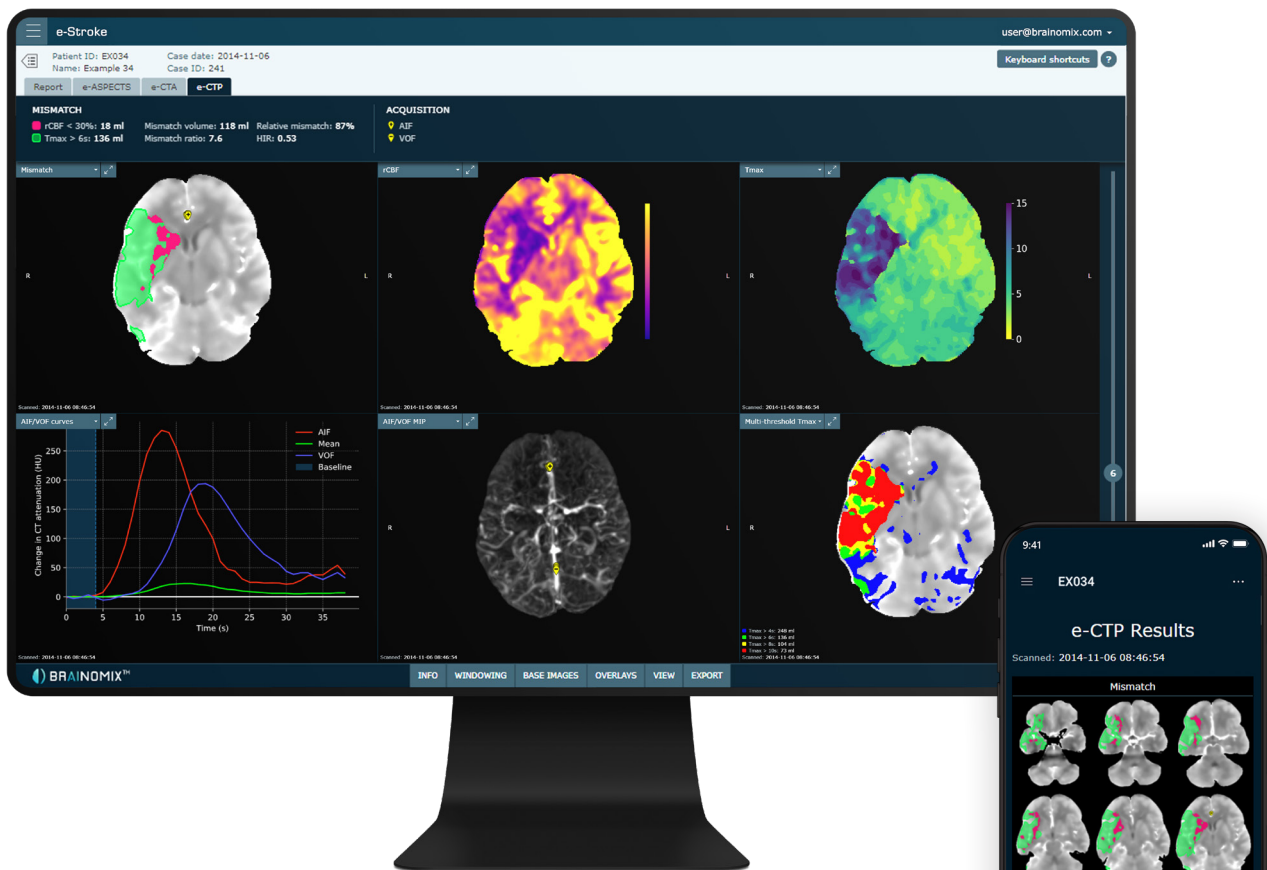 e-Stroke
user@brainomix.com
Patient ID: EX034
Case date: 2014-11-06
Name: Example 34
Case ID: 241
Keyboard shortcuts
?
Report
e-ASPECTS
e-CTA
e-CTP
MISMATCH
rCBF < 30%: 18 ml
Mismatch volume: 118 ml
Relative mismatch: 87%
Tmax > 6s: 136 ml
Mismatch ratio: 7.6
HIR: 0.53
ACQUISITION
AIF
VOF
Mismatch
R
L
Scanned: 2014-11-06 08:46:54
rCBF
R
L
Scanned: 2014-11-06 08:46:54
Tmax
R
L
15
10
5
0
Scanned: 2014-11-06 08:46:54
AIF/VOF curves
AIF
Mean
VOF
Baseline
Change in CT attenuation (HU)
250
200
150
100
50
0
0 5 10 15 20 25 30 35
Time (s)
Scanned: 2014-11-06 08:46:54
AIF/VOF MIP
R
L
Scanned: 2014-11-06 08:46:54
Multi-threshold Tmax
R
Tmax > 4s: 248 ml
Tmax > 6s: 136 ml
Tmax > 8s: 104 ml
Tmax > 10s: 73 ml
Scanned: 2014-11-06 08:46:54
6
BRAINOMIX™
INFO
WINDOWING
BASE IMAGES
OVERLAYS
VIEW
EXPORT
9:41
EX034
e-CTP Results
Scanned: 2014-11-06 08:46:54
Mismatch